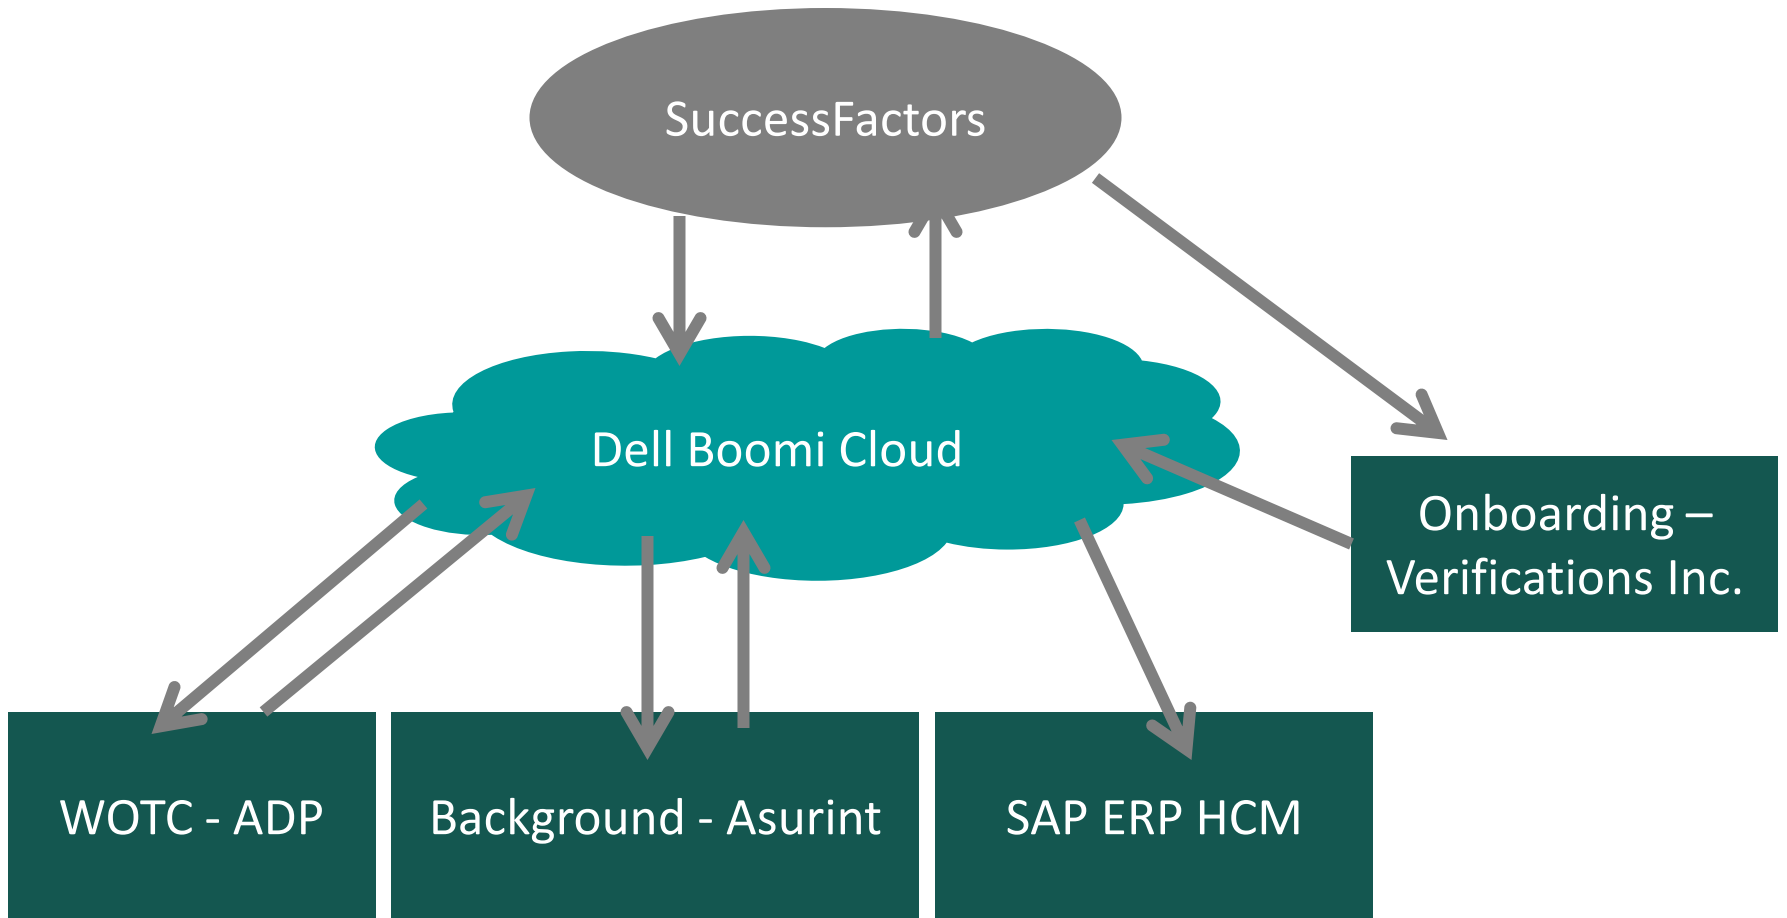 SuccessFactors
Dell Boomi Cloud
Onboarding –
Verifications Inc.
WOTC - ADP
Background - Asurint
SAP ERP HCM